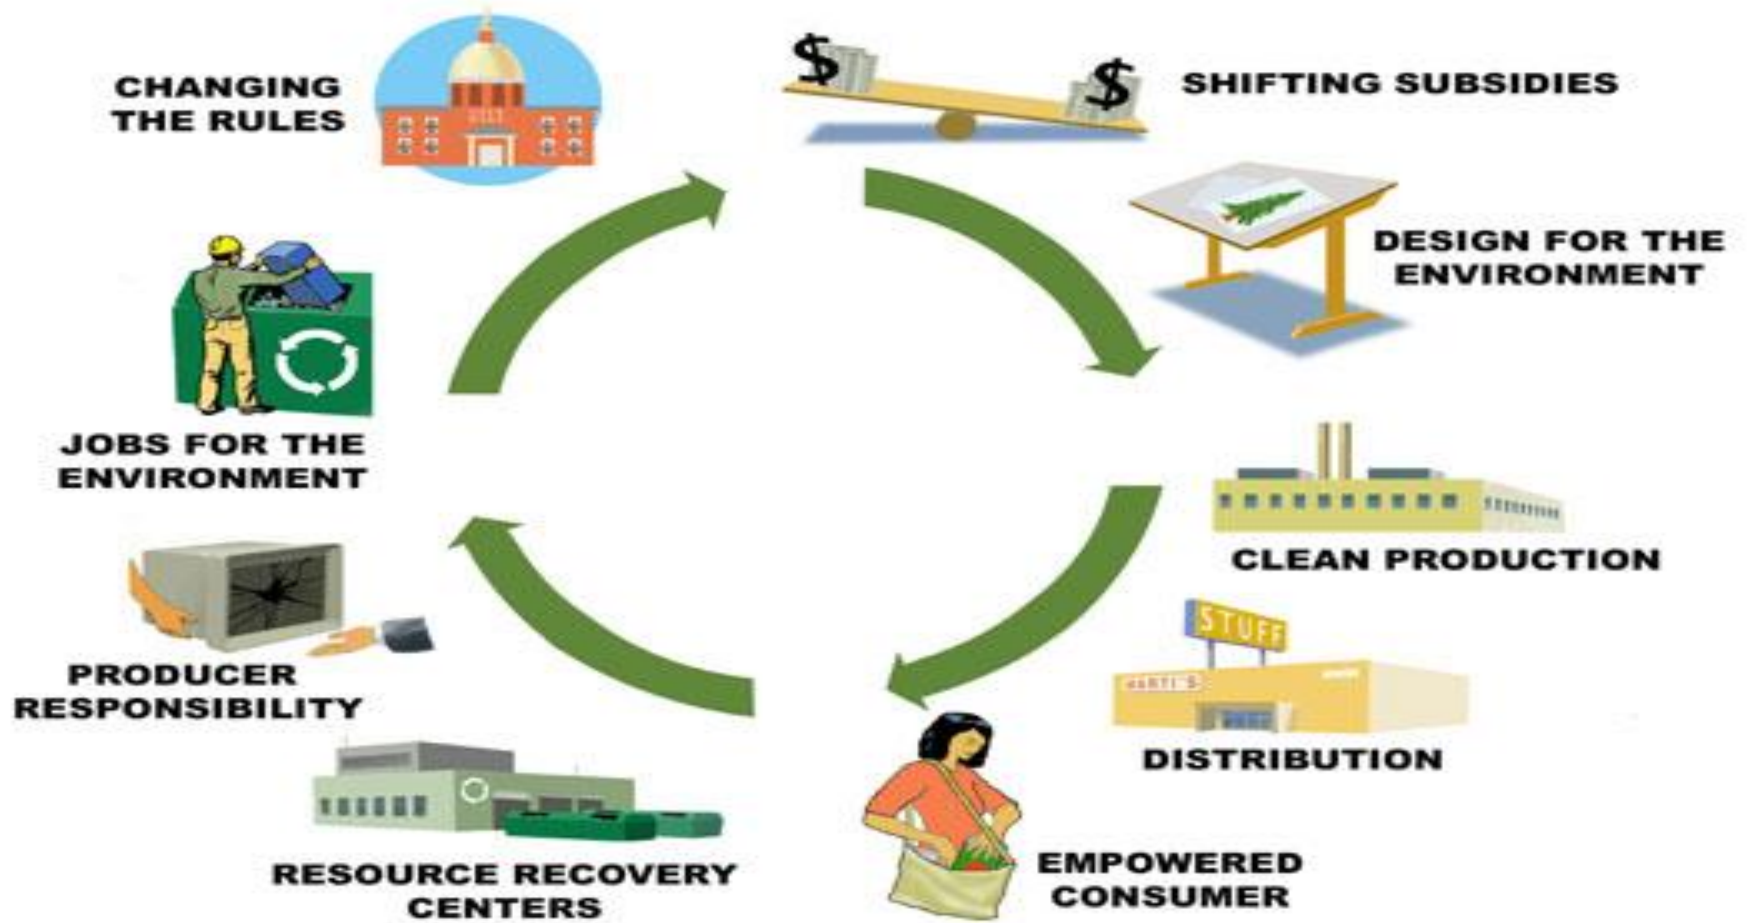 CHANGING
THE RULES
$
$
SHIFTING SUBSIDIES
DESIGN FOR THE
ENVIRONMENT
JOBS FOR THE
ENVIRONMENT
CLEAN PRODUCTION
STUFF
MARTI'S
DISTRIBUTION
PRODUCER
RESPONSIBILITY
RESOURCE RECOVERY
CENTERS
EMPOWERED
CONSUMER